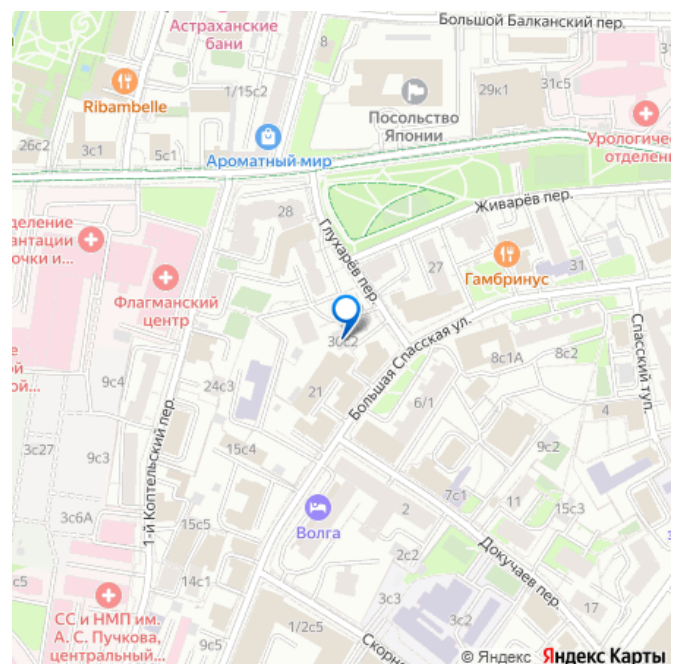 Большой Балканский пер.
Астраханские
бани
8
Ribambelle
1/15с2
29к1
31с5
Посольство
Японии
26с2
3с1
5с1
Ароматный мир
Урологичес
отделени
Живарёв пер.
28
деление
антации
очки и...
Глухарёв пер.
27
Гамбринус
31
Флагманский
центр
Спасский туп.
30с2
Большая Спасская ул.
8с1А
8с2
е
ой
ой...
9с4
24с3
21
6/1
4
1-й Коптельский пер.
3с27
9с3
15с4
9с2
3с6А
15с5
Волга
2
7с1
11
15с3
Докучаев пер.
2с2
с5
14с1
3с3
17
СС и НМП им.
А. С. Пучкова,
центральный...
9с5
1/2с5
3с2
Скорня
© Яндекс Яндекс Карты